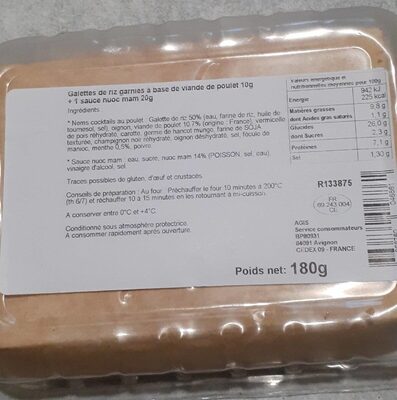 Galettes de riz garnies à base de viande de poulet 10g
+ 1 sauce nuoc mam 20g
Ingrédients
* Nems cocktails au poulet : Galette de riz 50% (eau, farine de riz, huile de
tournesol, sel), oignon, viande de poulet 10,7% (origine : France), vermicelle
de pois réhydraté, carotte, germe de haricot mungo, farine de SOJA
texturée, champignon noir réhydraté, oignon déshydraté, sel, fécule de
manioc, menthe 0,5%, poivre
* Sauce nuoc mam : eau, sucre, nuoc mam 14% (POISSON, sel, eau),
vinaigre d'alcool, sel
Traces possibles de gluten, d'œuf et crustacés.
Conseils de préparation : Au four : Préchauffer le four 10 minutes à 200°C
(th 6/7) et réchauffer 10 à 15 minutes en les retournant à mi-cuisson.
A conserver entre 0°C et +4°C.
Conditionné sous atmosphère protectrice.
A consommer rapidement après ouverture.
Valeurs énergétique et
nutritionnelles moyennes pour 100g
Energie 942 kJ
225 kcal
Matières grasses 9,8 g
dont Acides gras saturés 1,1 g
Glucides 26,0 g
dont Sucres 2,3 g
Protéines 7,1 g
Sel 1,30 g
R133875
FR
CE
AGIS
Service consommateurs
84091 Avignon
CEDEX 09 - FRANCE
Poids net: 180g